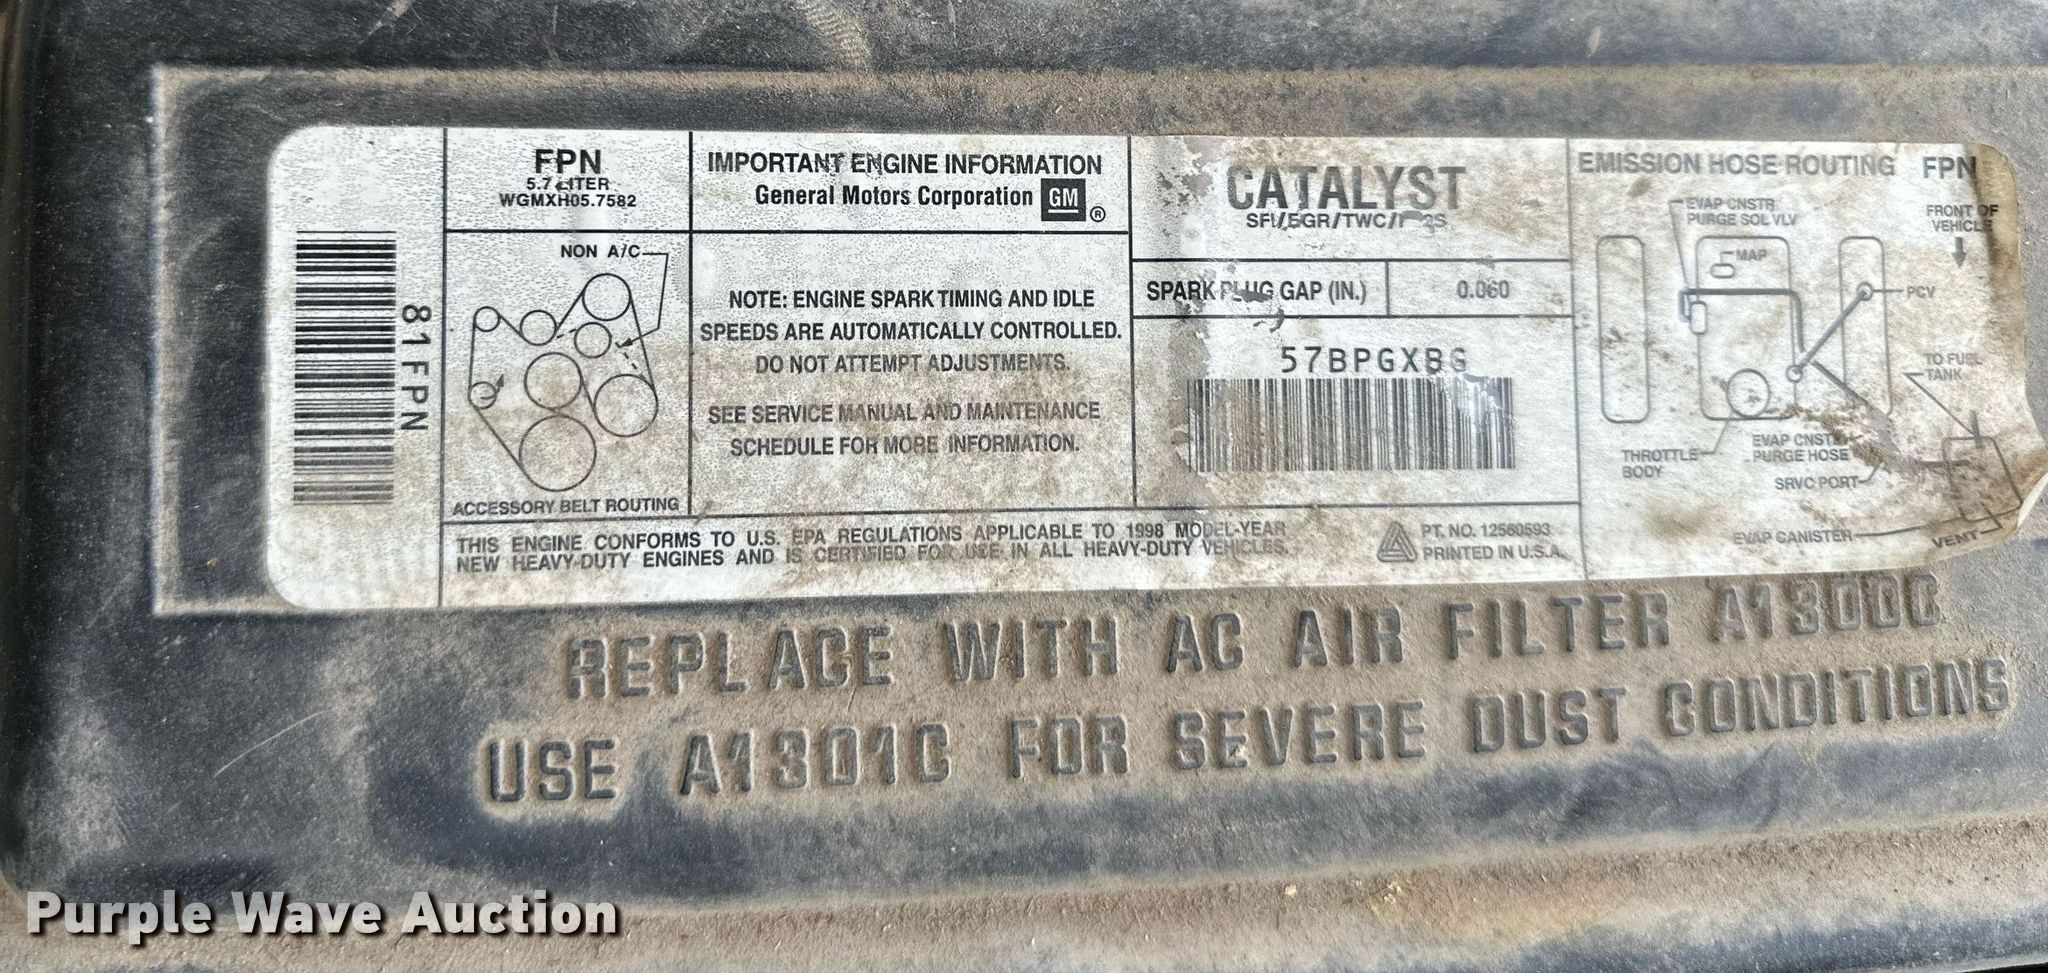 FPN
5.7 LITER
WGMXH05.7582
81FPN
NON A/C
ACCESSORY BELT ROUTING
IMPORTANT ENGINE INFORMATION
General Motors Corporation GM ®
NOTE: ENGINE SPARK TIMING AND IDLE
SPEEDS ARE AUTOMATICALLY CONTROLLED.
DO NOT ATTEMPT ADJUSTMENTS.
SEE SERVICE MANUAL AND MAINTENANCE
SCHEDULE FOR MORE INFORMATION.
CATALYST
SFI/EGR/TWC/
SPARK PLUG GAP (IN.) 0.060
57BPGXBG
EMISSION HOSE ROUTING FPN
EVAP CNSTR
PURGE SOL VLV
FRONT OF
VEHICLE
MAP
PCV
TO FUEL
TANK
THROTTLE
BODY
EVAP CNSTR
PURGE HOSE
SRVC PORT
EVAP CANISTER
VENT
THIS ENGINE CONFORMS TO U.S. EPA REGULATIONS APPLICABLE TO 1998 MODEL-YEAR
NEW HEAVY-DUTY ENGINES AND IS CERTIFIED FOR USE IN ALL HEAVY-DUTY VEHICLES.
PT. NO. 12560593
PRINTED IN U.S.A.
REPLACE WITH AC AIR FILTER A1300C
USE A1301C FOR SEVERE DUST CONDITIONS
Purple Wave Auction